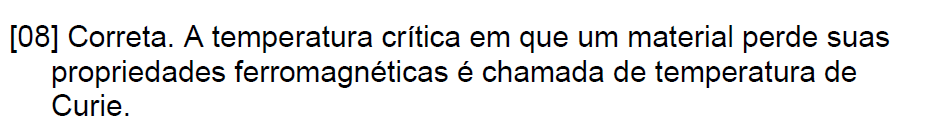 [08] Correta. A temperatura crítica em que um material perde suas
propriedades ferromagnéticas é chamada de temperatura de
Curie.